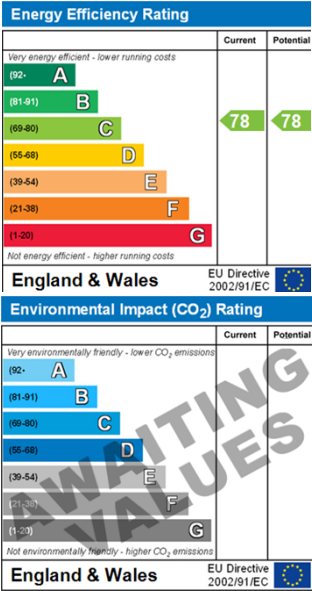 Energy Efficiency Rating
Current Potential
Very energy efficient - lower running costs
(92- A
(81-91) B
(69-80) C 78 78
(55-68) D
(39-54) E
(21-38) F
(1-20) G
Not energy efficient - higher running costs
England & Wales
EU Directive
2002/91/EC
Environmental Impact (CO2) Rating
Current Potential
Very environmentally friendly - lower CO2 emissions
(92- A
(81-91) B
(69-80) C
(55-68) D
(39-54) E
(21-38) F
(1-20) G
AWAITING
VALUES
Not environmentally friendly - higher CO2 emissions
England & Wales
EU Directive
2002/91/EC